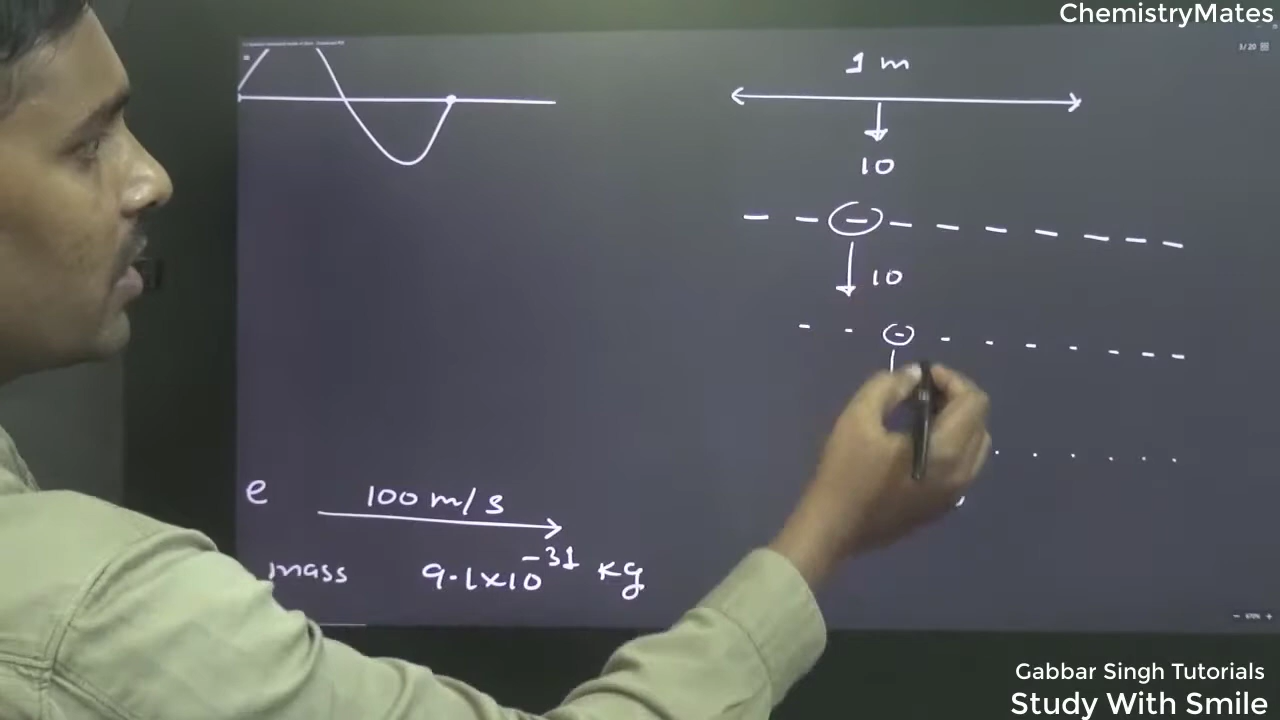 ChemistryMates
1 m
10
10
e
100 m/s
mass 9.1×10⁻³¹ kg
Gabbar Singh Tutorials
Study With Smile